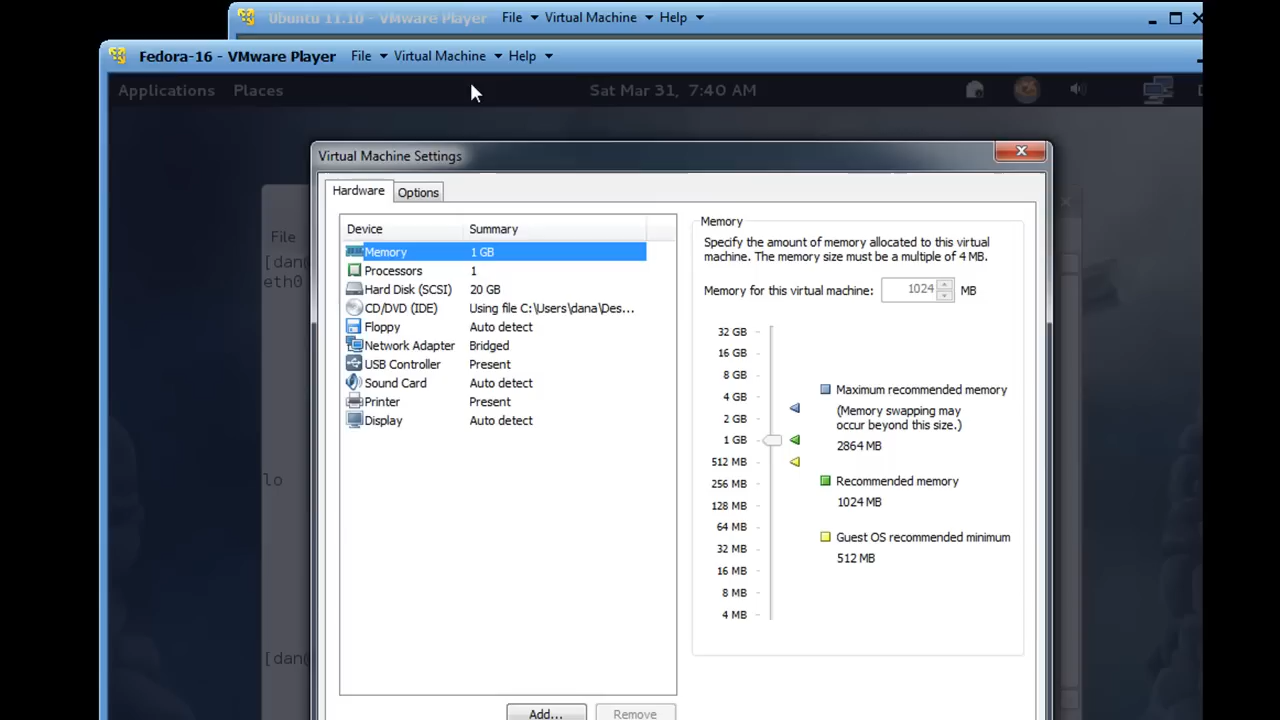 Ubuntu 11.10 - VMware Player File Virtual Machine Help
Fedora-16 - VMware Player File Virtual Machine Help
Applications Places Sat Mar 31, 7:40 AM
Virtual Machine Settings
Hardware Options
File
[dan
eth0
lo
[dan
Device Summary
Memory 1 GB
Processors 1
Hard Disk (SCSI) 20 GB
CD/DVD (IDE) Using file C:\Users\dana\Des...
Floppy Auto detect
Network Adapter Bridged
USB Controller Present
Sound Card Auto detect
Printer Present
Display Auto detect
Add... Remove
Memory
Specify the amount of memory allocated to this virtual
machine. The memory size must be a multiple of 4 MB.
Memory for this virtual machine: 1024 MB
32 GB
16 GB
8 GB
4 GB
2 GB
1 GB
512 MB
256 MB
128 MB
64 MB
32 MB
16 MB
8 MB
4 MB
Maximum recommended memory
(Memory swapping may
occur beyond this size.)
2864 MB
Recommended memory
1024 MB
Guest OS recommended minimum
512 MB